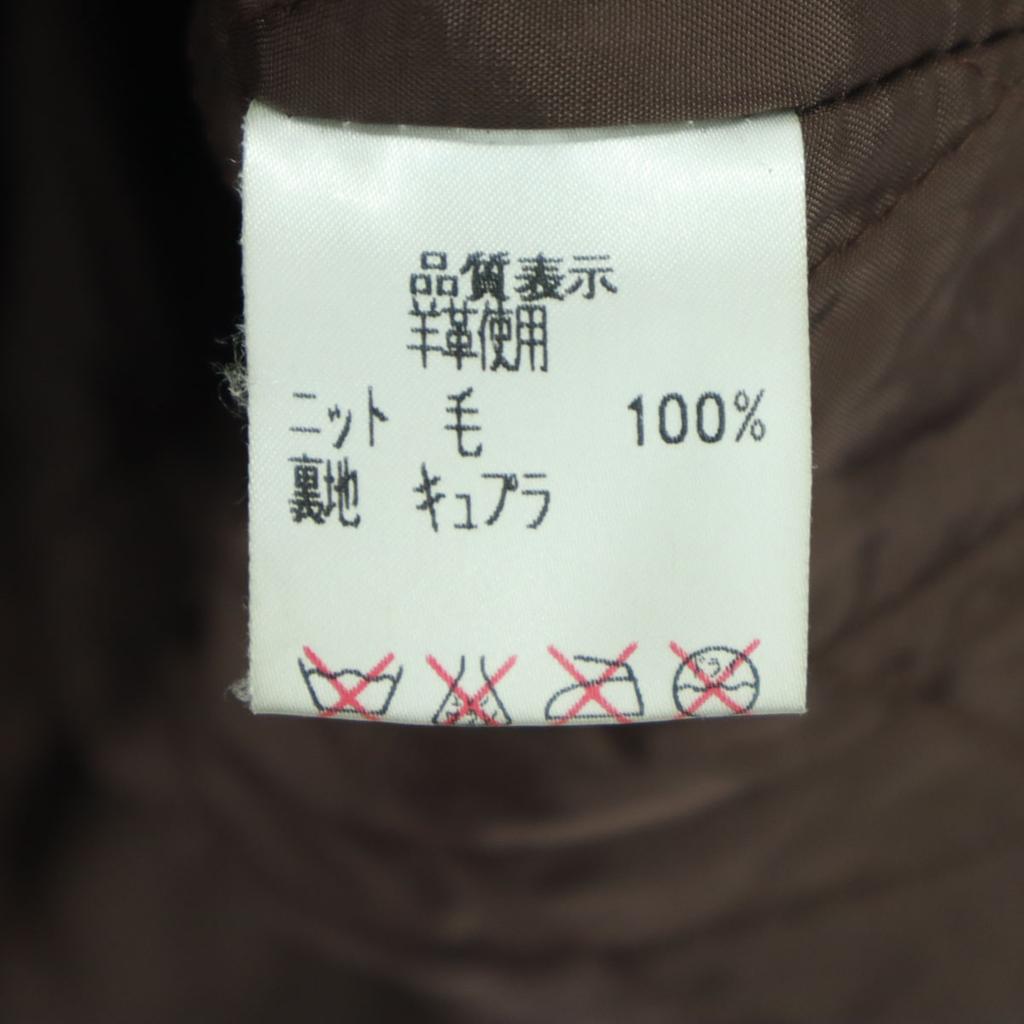 品質表示
羊革使用
ニット 毛 100%
裏地 キュプラ